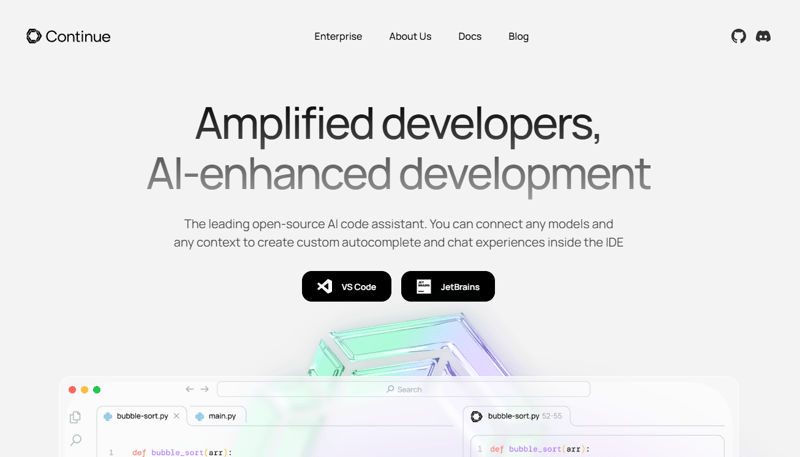 Continue
Enterprise
About Us
Docs
Blog
Amplified developers,
AI-enhanced development
The leading open-source AI code assistant. You can connect any models and
any context to create custom autocomplete and chat experiences inside the IDE
VS Code
JET BRAINS
JetBrains
Search
bubble-sort.py
main.py
bubble-sort.py 52-55
1 def bubble_sort(arr):
1 def bubble_sort(arr):